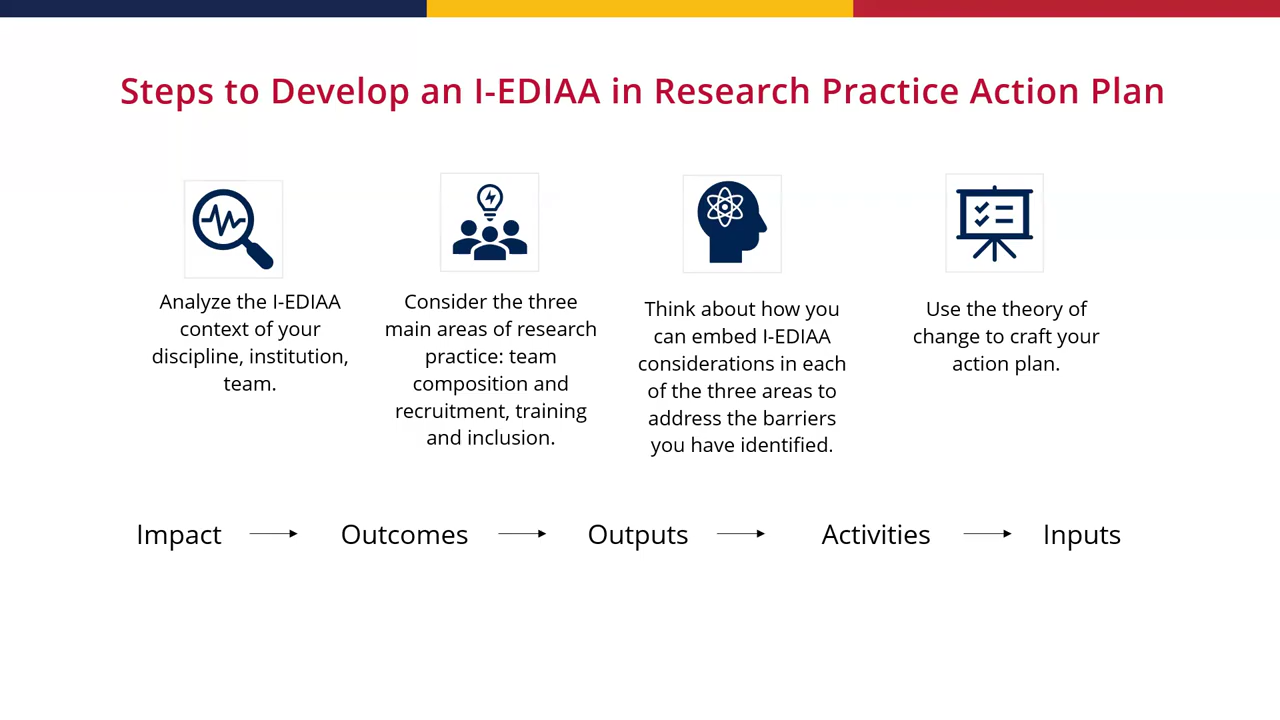 Steps to Develop an I-EDIAA in Research Practice Action Plan
Analyze the I-EDIAA
context of your
discipline, institution,
team.
Consider the three
main areas of research
practice: team
composition and
recruitment, training
and inclusion.
Think about how you
can embed I-EDIAA
considerations in each
of the three areas to
address the barriers
you have identified.
Use the theory of
change to craft your
action plan.
Impact
Outcomes
Outputs
Activities
Inputs